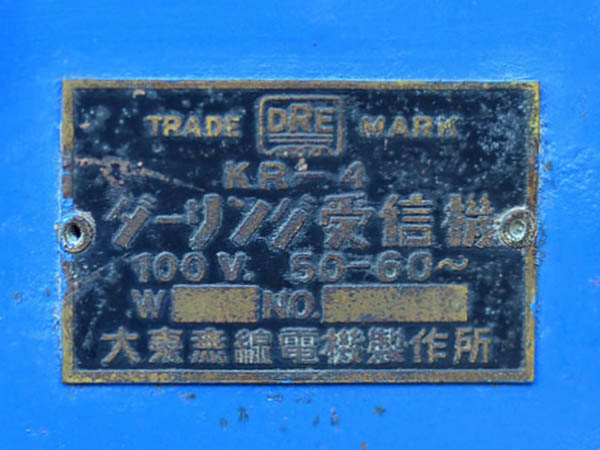 TRADE DRE MARK
KR-4
ダーリング受信機
100V. 50-60~
W NO.
大東無線電機製作所